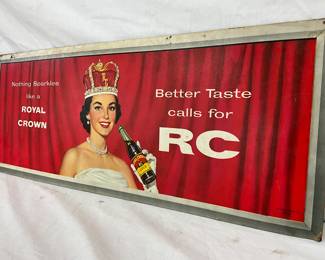 Nothing Sparkles
like a
ROYAL
CROWN
Better Taste
calls for
RC